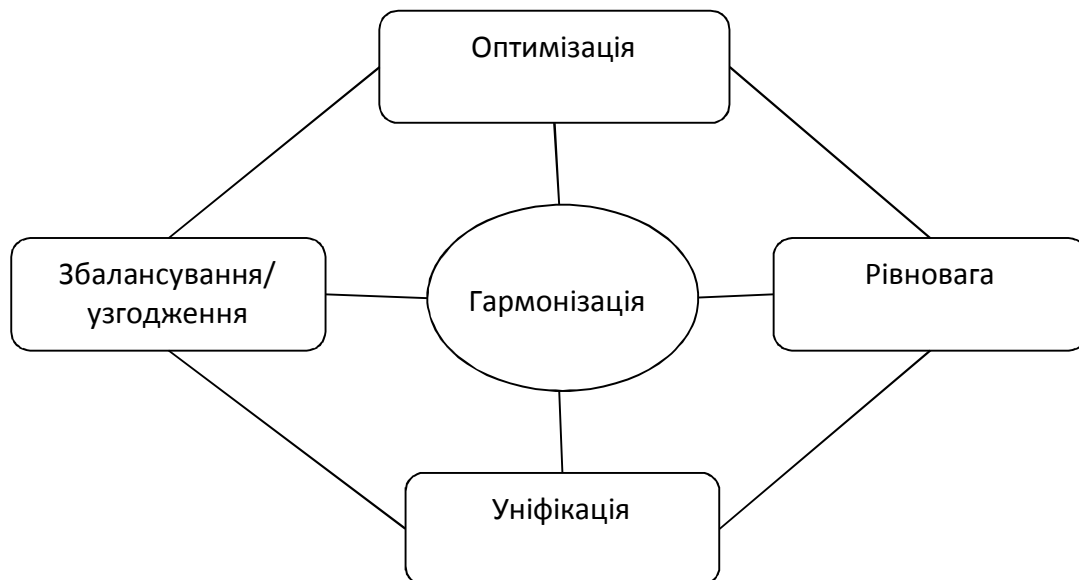 Оптимізація
Збалансування/
узгодження
Гармонізація
Рівновага
Уніфікація